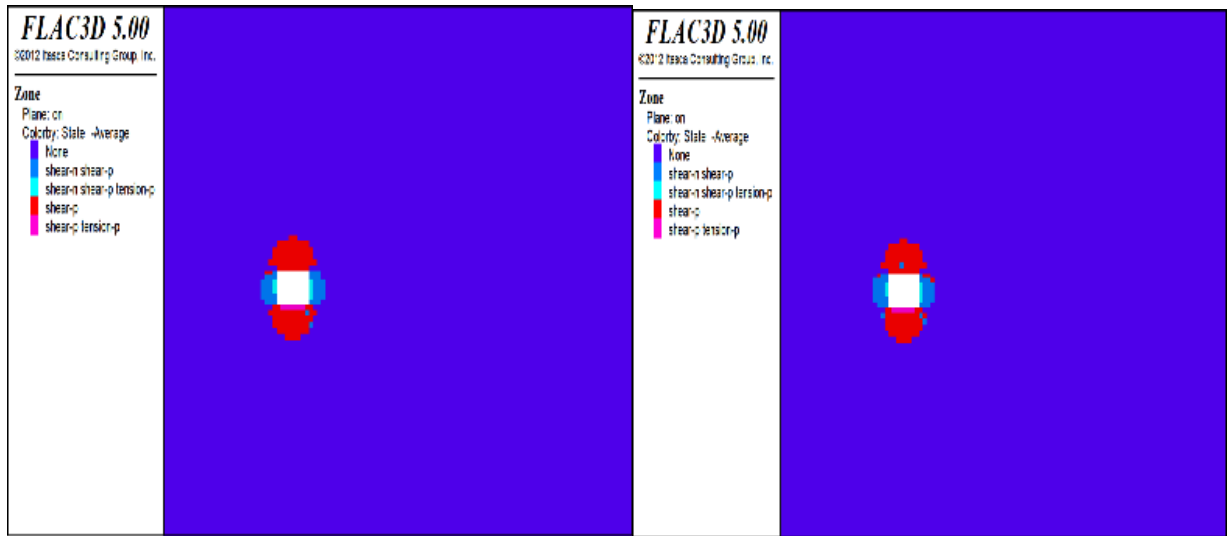 FLAC3D 5.00
©2012 Itasca Consulting Group, Inc.
Zone
Plane: on
Colorby: State -Average
None
shear-n shear-p
shear-n shear-p tension-p
shear-p
shear-p tension-p
FLAC3D 5.00
©2012 Itasca Consulting Group, Inc.
Zone
Plane: on
Colorby: State -Average
None
shear-n shear-p
shear-n shear-p tension-p
shear-p
shear-p tension-p